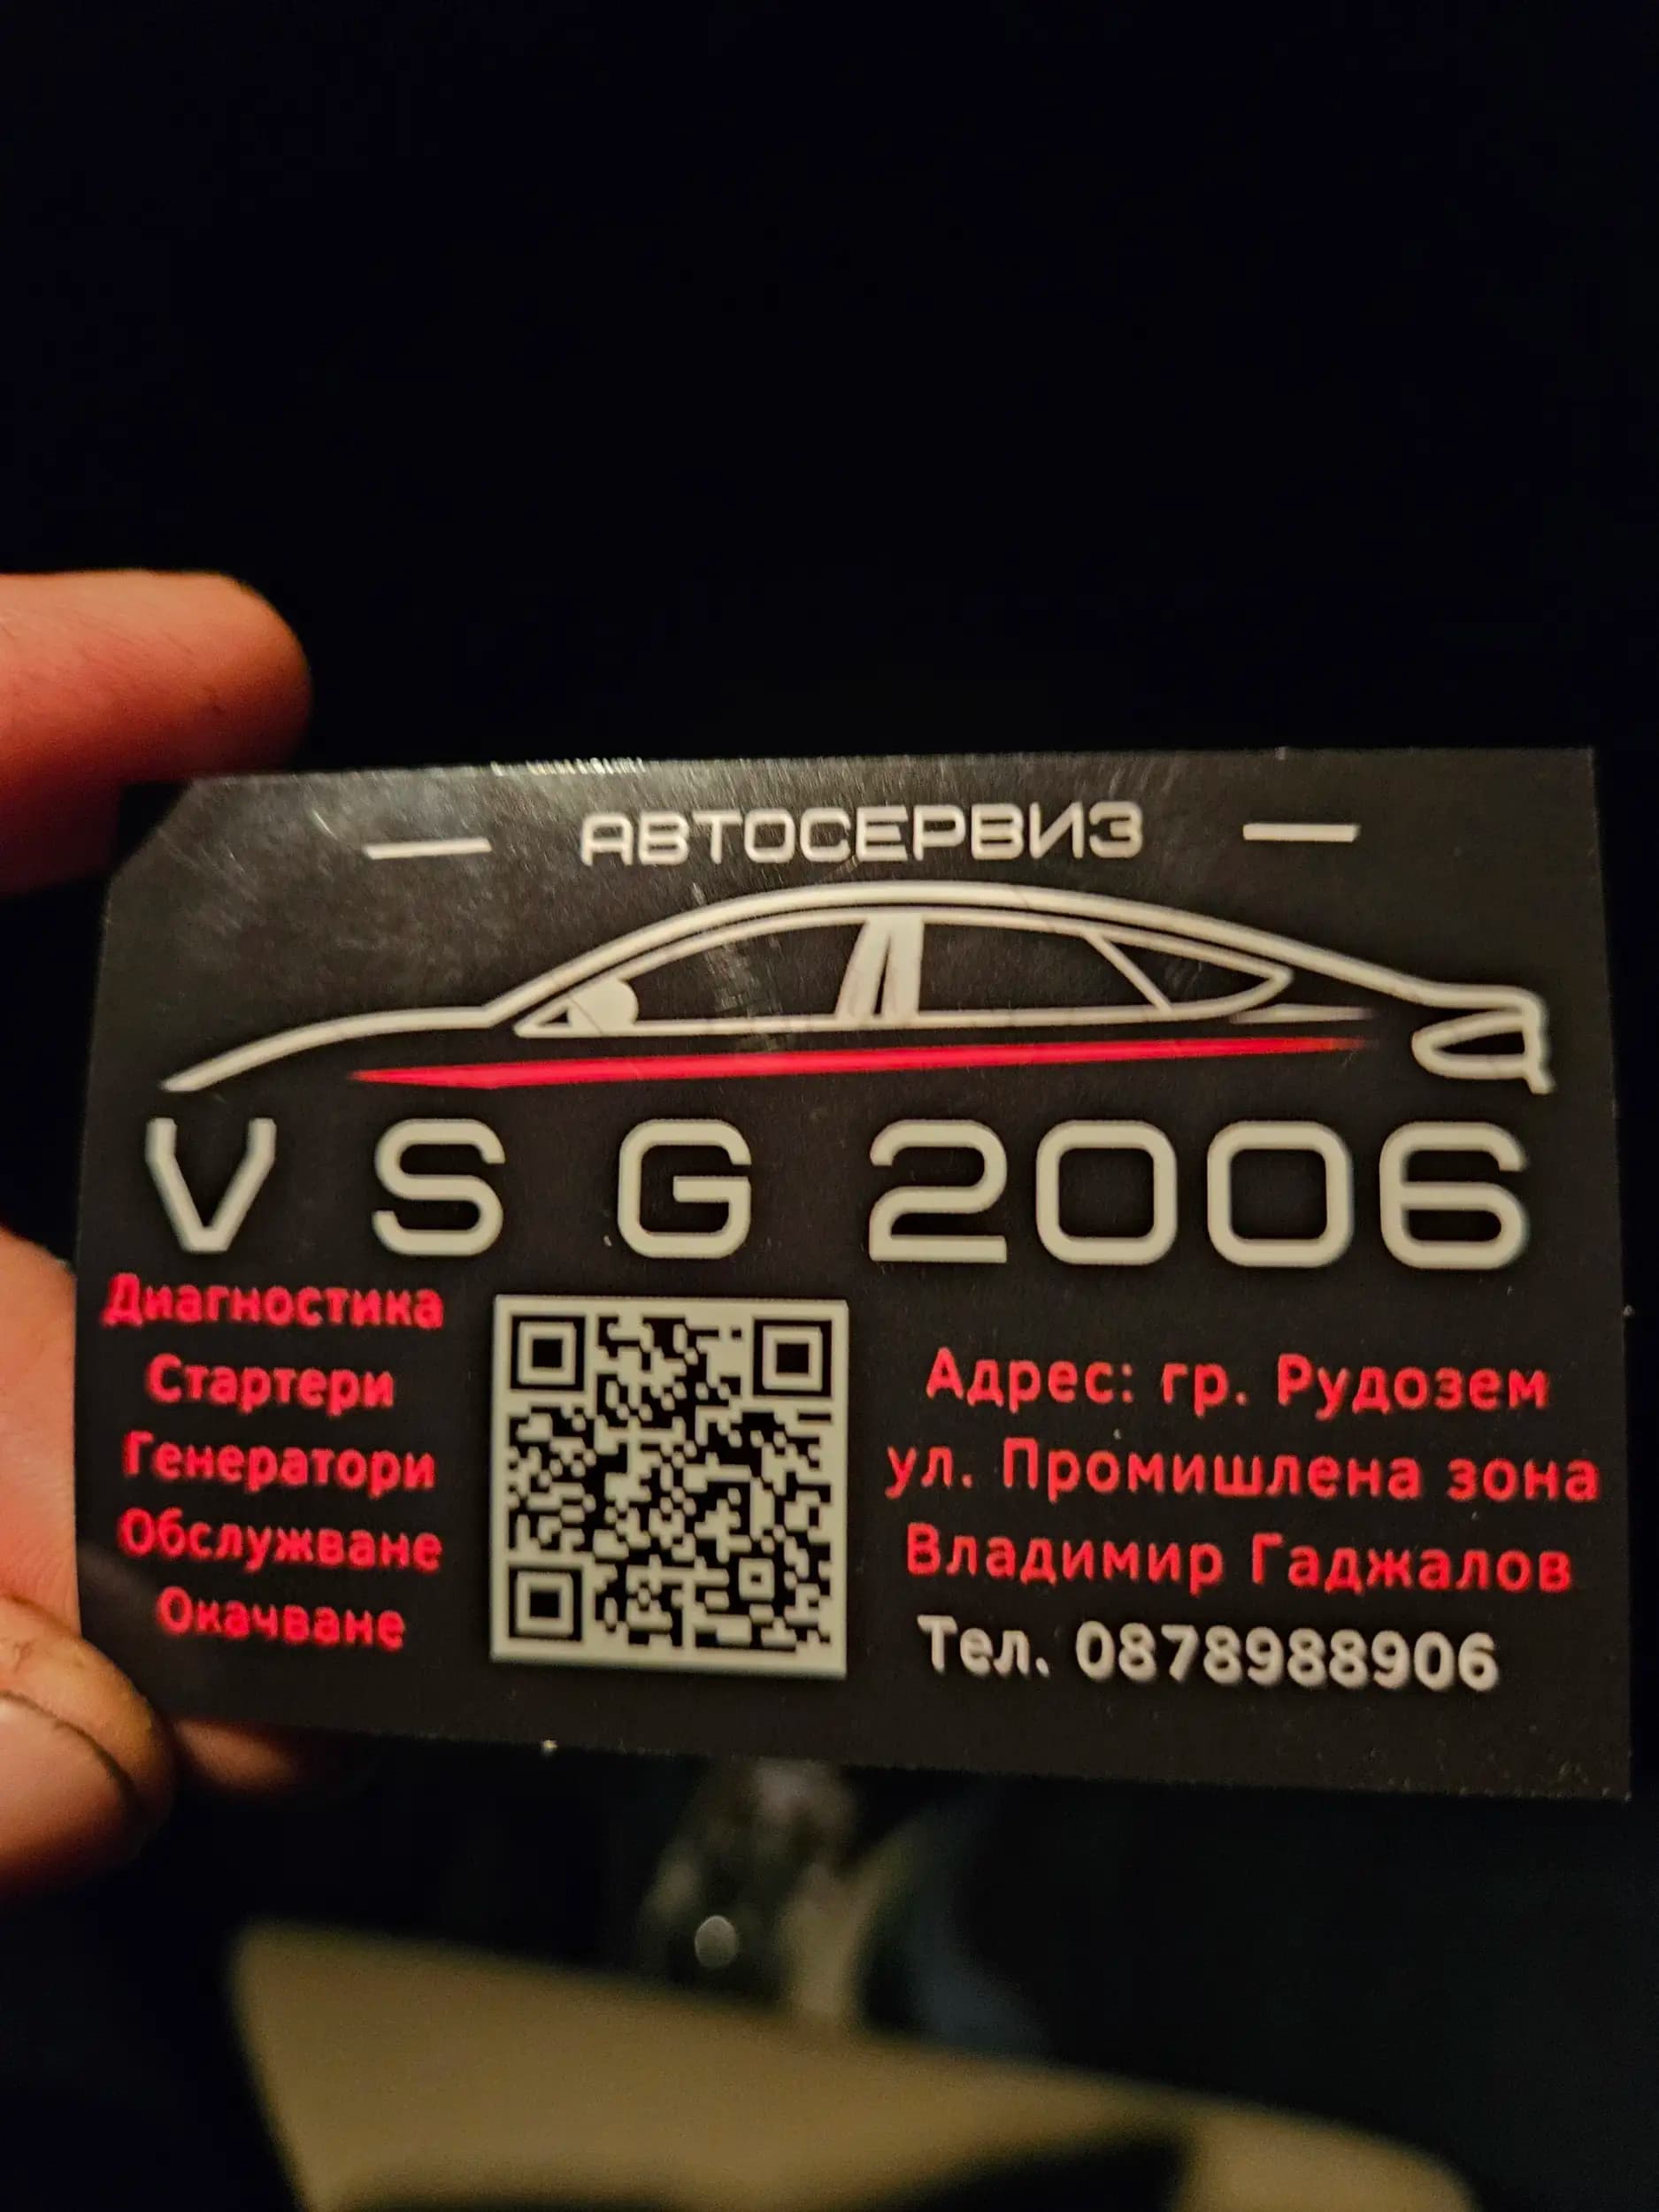 АВТОСЕРВИЗ
V S G 2006
Диагностика
Стартери
Генератори
Обслужване
Окачване
Адрес: гр. Рудозем
ул. Промишлена зона
Владимир Гаджалов
Тел. 0878988906